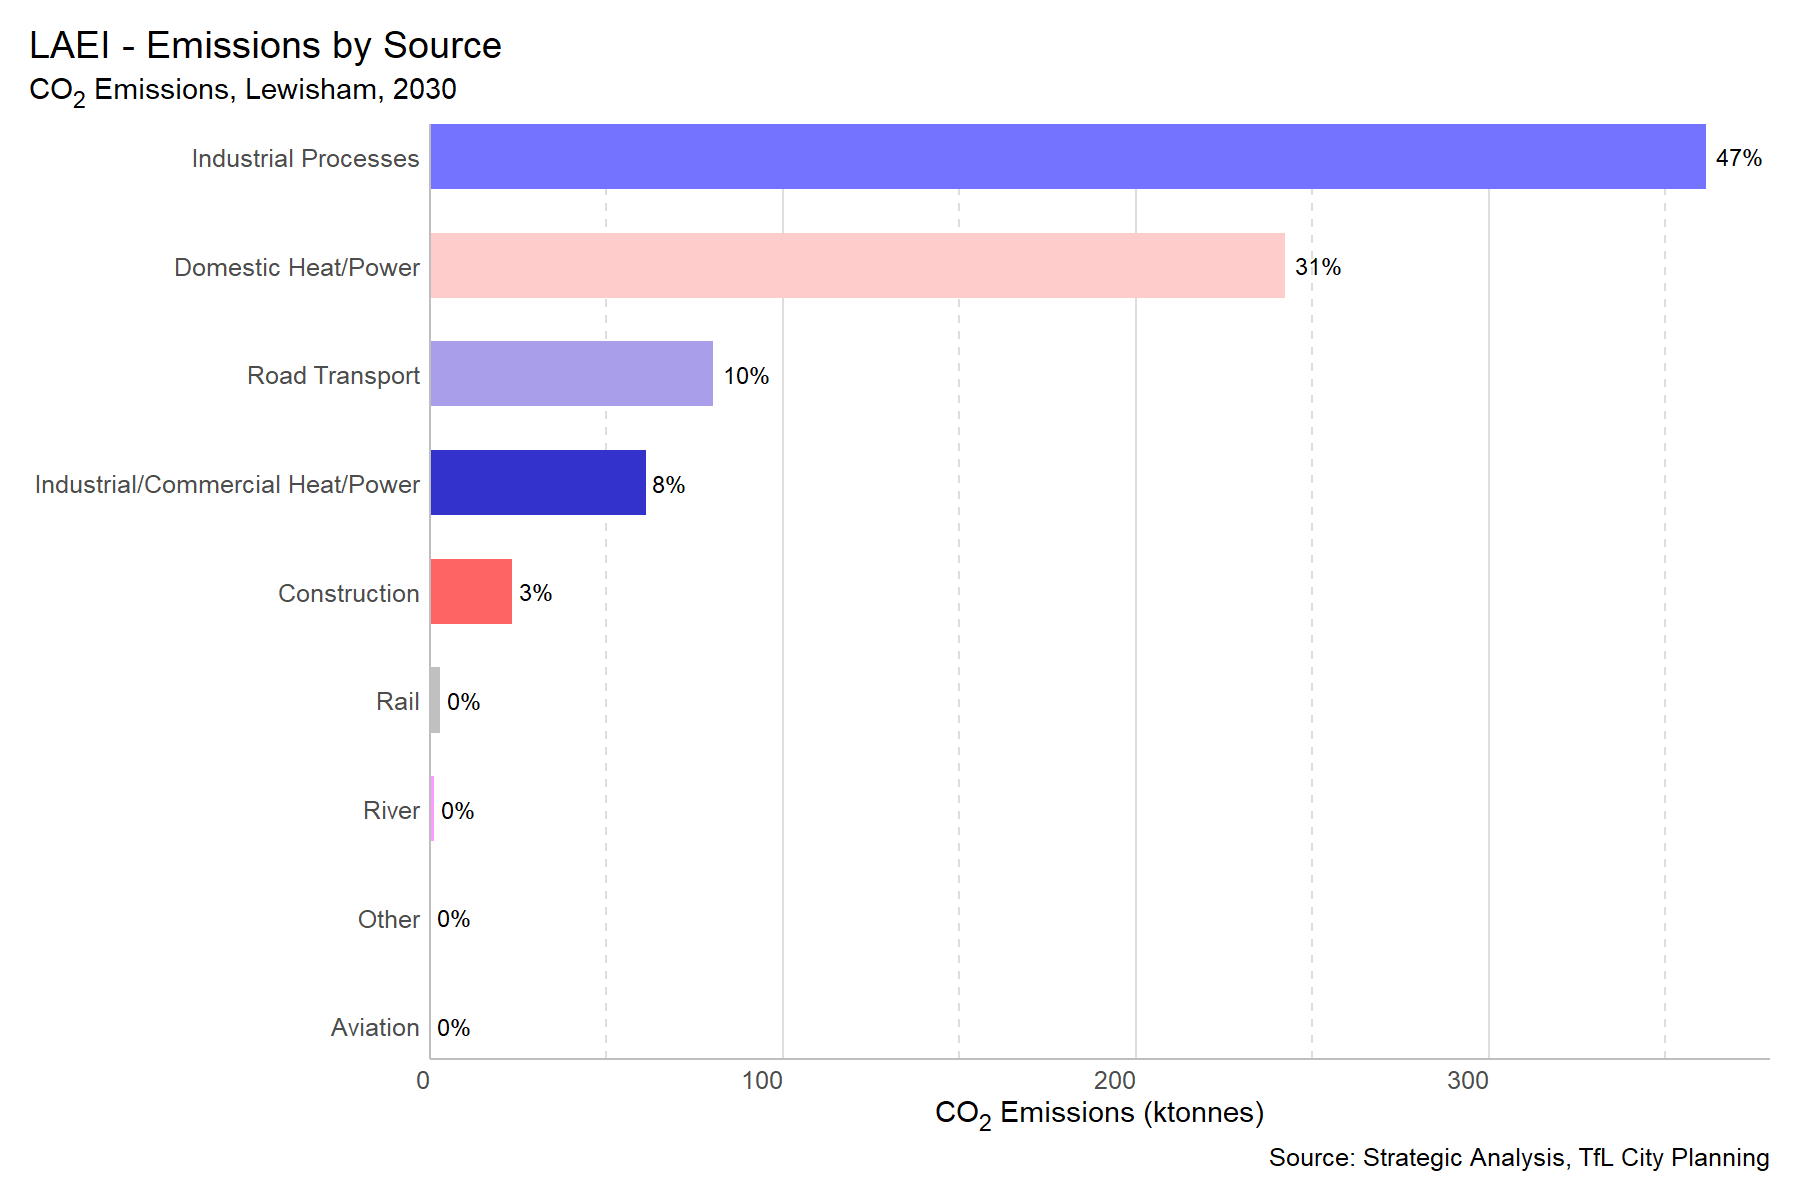 LAEI - Emissions by Source
CO₂ Emissions, Lewisham, 2030
Industrial Processes 47%
Domestic Heat/Power 31%
Road Transport 10%
Industrial/Commercial Heat/Power 8%
Construction 3%
Rail 0%
River 0%
Other 0%
Aviation 0%
0 100 200 300
CO₂ Emissions (ktonnes)
Source: Strategic Analysis, TfL City Planning